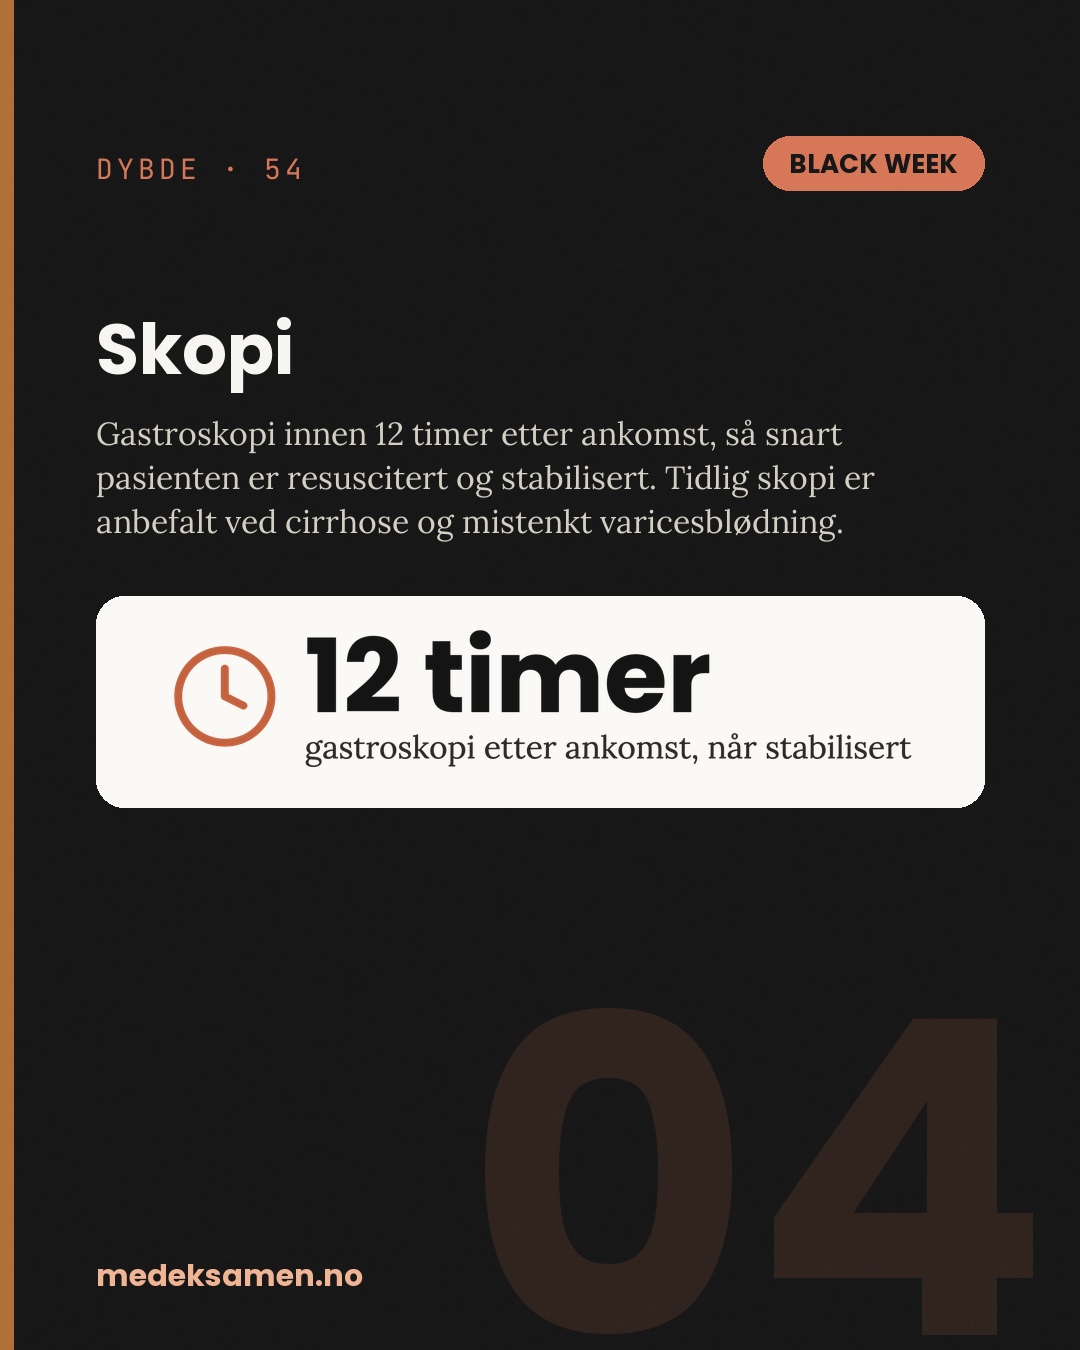 DYBDE · 54
BLACK WEEK
Skopi
Gastroskopi innen 12 timer etter ankomst, så snart
pasienten er resuscitert og stabilisert. Tidlig skopi er
anbefalt ved cirrhose og mistenkt varicesblødning.
12 timer
gastroskopi etter ankomst, når stabilisert
04
medeksamen.no